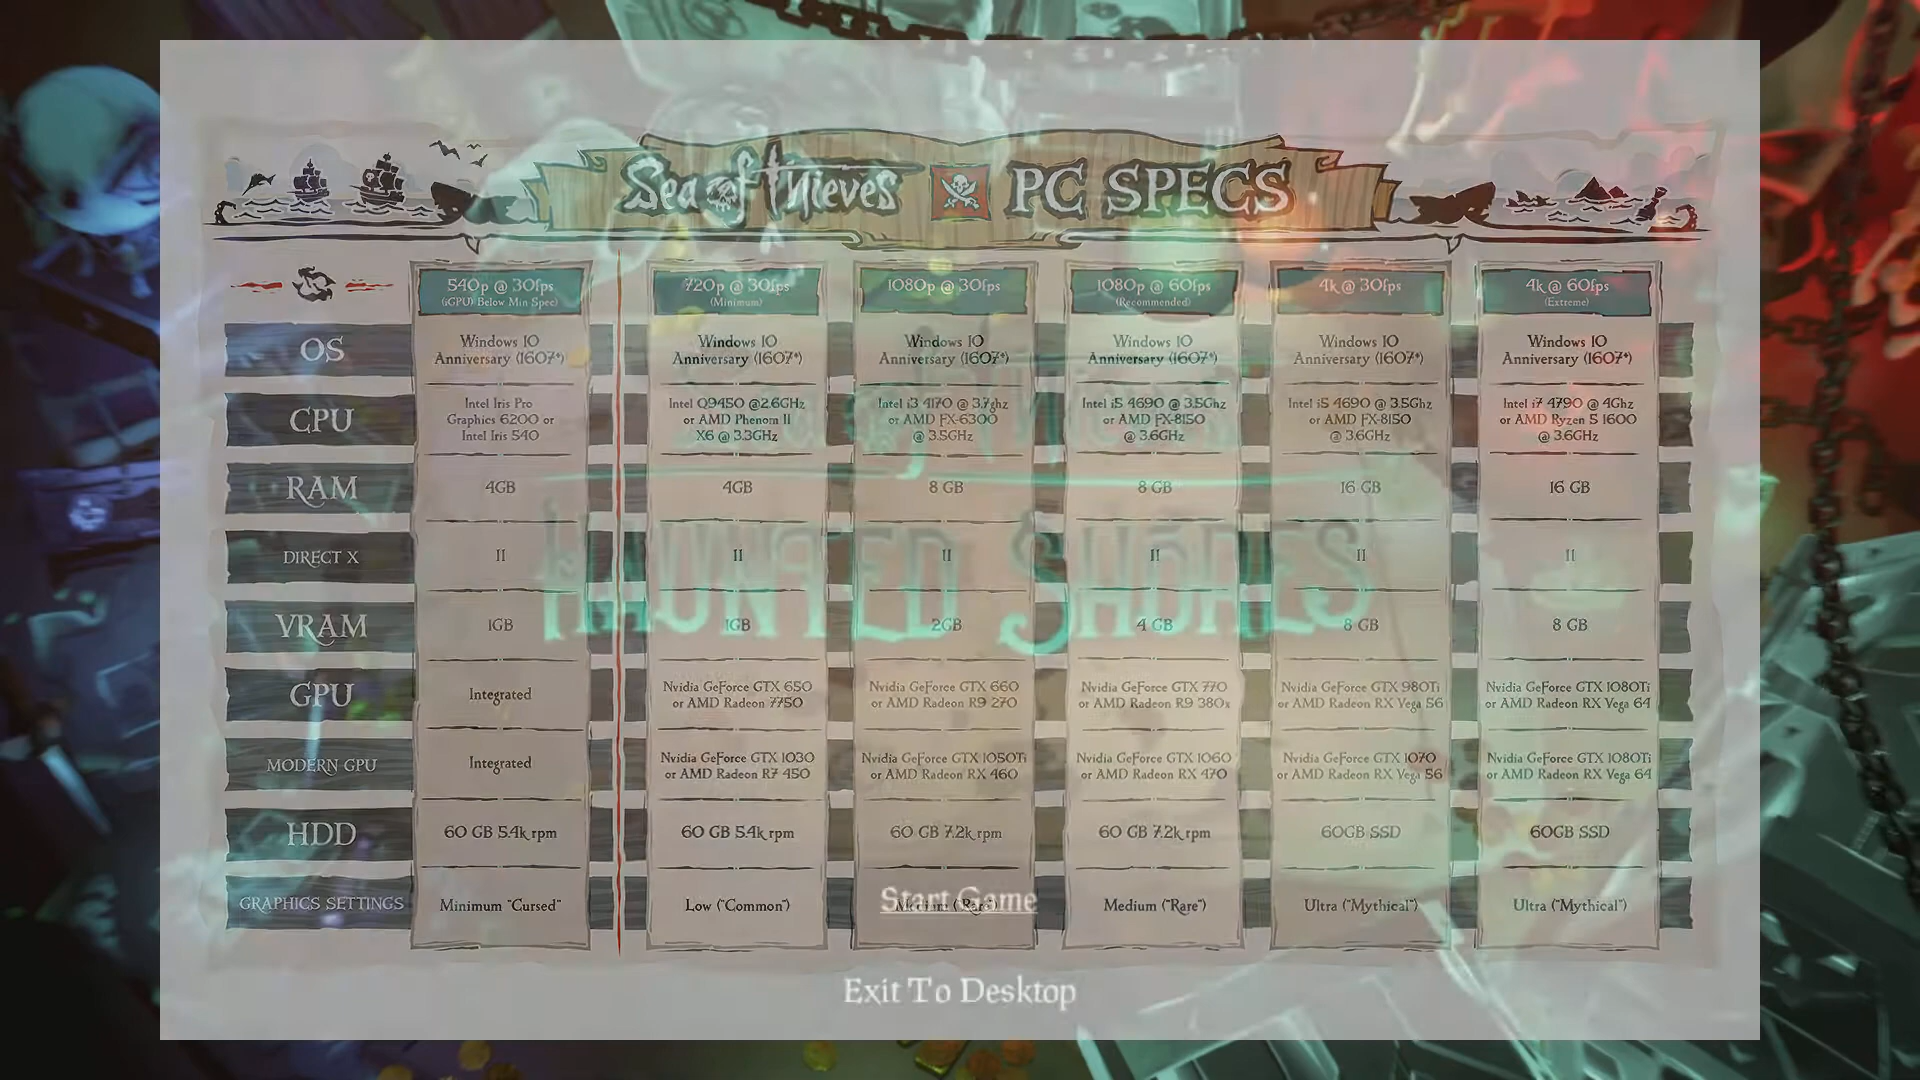 Sea of Thieves PC SPECS
540p @ 30fps
(iGPU) Below Min Spec)
720p @ 30fps
(Minimum)
1080p @ 30fps
1080p @ 60fps
(Recommended)
4k @ 30fps
4k @ 60fps
(Extreme)
OS
Windows 10
Anniversary (1607*)
Windows 10
Anniversary (1607*)
Windows 10
Anniversary (1607*)
Windows 10
Anniversary (1607*)
Windows 10
Anniversary (1607*)
Windows 10
Anniversary (1607*)
CPU
Intel Iris Pro
Graphics 6200 or
Intel Iris 540
Intel Q9450 @2.6GHz
or AMD Phenom II
X6 @ 3.3GHz
Intel i3 4170 @ 3.7ghz
or AMD FX-6300
@ 3.5GHz
Intel i5 4690 @ 3.5Ghz
or AMD FX-8150
@ 3.6GHz
Intel i5 4690 @ 3.5Ghz
or AMD FX-8150
@ 3.6GHz
Intel i7 4790 @ 4Ghz
or AMD Ryzen 5 1600
@ 3.6GHz
RAM
4GB
4GB
8 GB
8 GB
16 GB
16 GB
DIRECT X
11
11
11
11
11
11
HAUNTED SHORES
VRAM
1GB
1GB
2GB
4 GB
8 GB
8 GB
GPU
Integrated
Nvidia GeForce GTX 650
or AMD Radeon 7750
Nvidia GeForce GTX 660
or AMD Radeon R9 270
Nvidia GeForce GTX 770
or AMD Radeon R9 380x
Nvidia GeForce GTX 980Ti
or AMD Radeon RX Vega 56
Nvidia GeForce GTX 1080Ti
or AMD Radeon RX Vega 64
MODERN GPU
Integrated
Nvidia GeForce GTX 1030
or AMD Radeon R7 450
Nvidia GeForce GTX 1050Ti
or AMD Radeon RX 460
Nvidia GeForce GTX 1060
or AMD Radeon RX 470
Nvidia GeForce GTX 1070
or AMD Radeon RX Vega 56
Nvidia GeForce GTX 1080Ti
or AMD Radeon RX Vega 64
HDD
60 GB 5.4k rpm
60 GB 5.4k rpm
60 GB 7.2k rpm
60 GB 7.2k rpm
60GB SSD
60GB SSD
GRAPHICS SETTINGS
Minimum "Cursed"
Low ("Common")
Medium ("Rare")
Medium ("Rare")
Ultra ("Mythical")
Ultra ("Mythical")
Start Game
Exit To Desktop